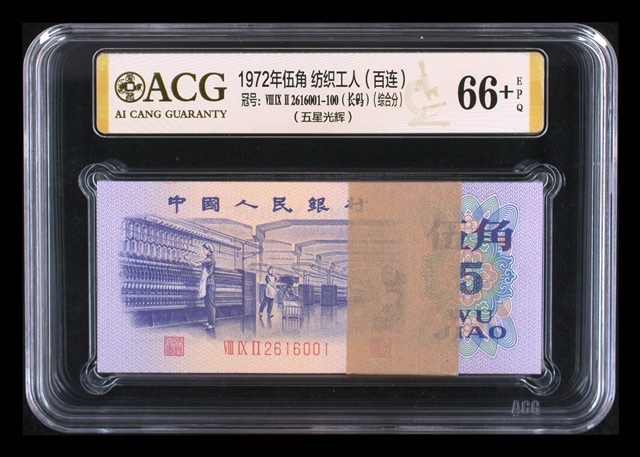 ACG
AI CANG GUARANTY
1972年伍角 纺织工人（百连）
冠号：VIII IX II 2616001-100（长码）（综合分）
（五星光辉）
66+
EPQ
中國人民銀行
伍角
5
WU
JIAO
VIII IX II 2616001
ACG